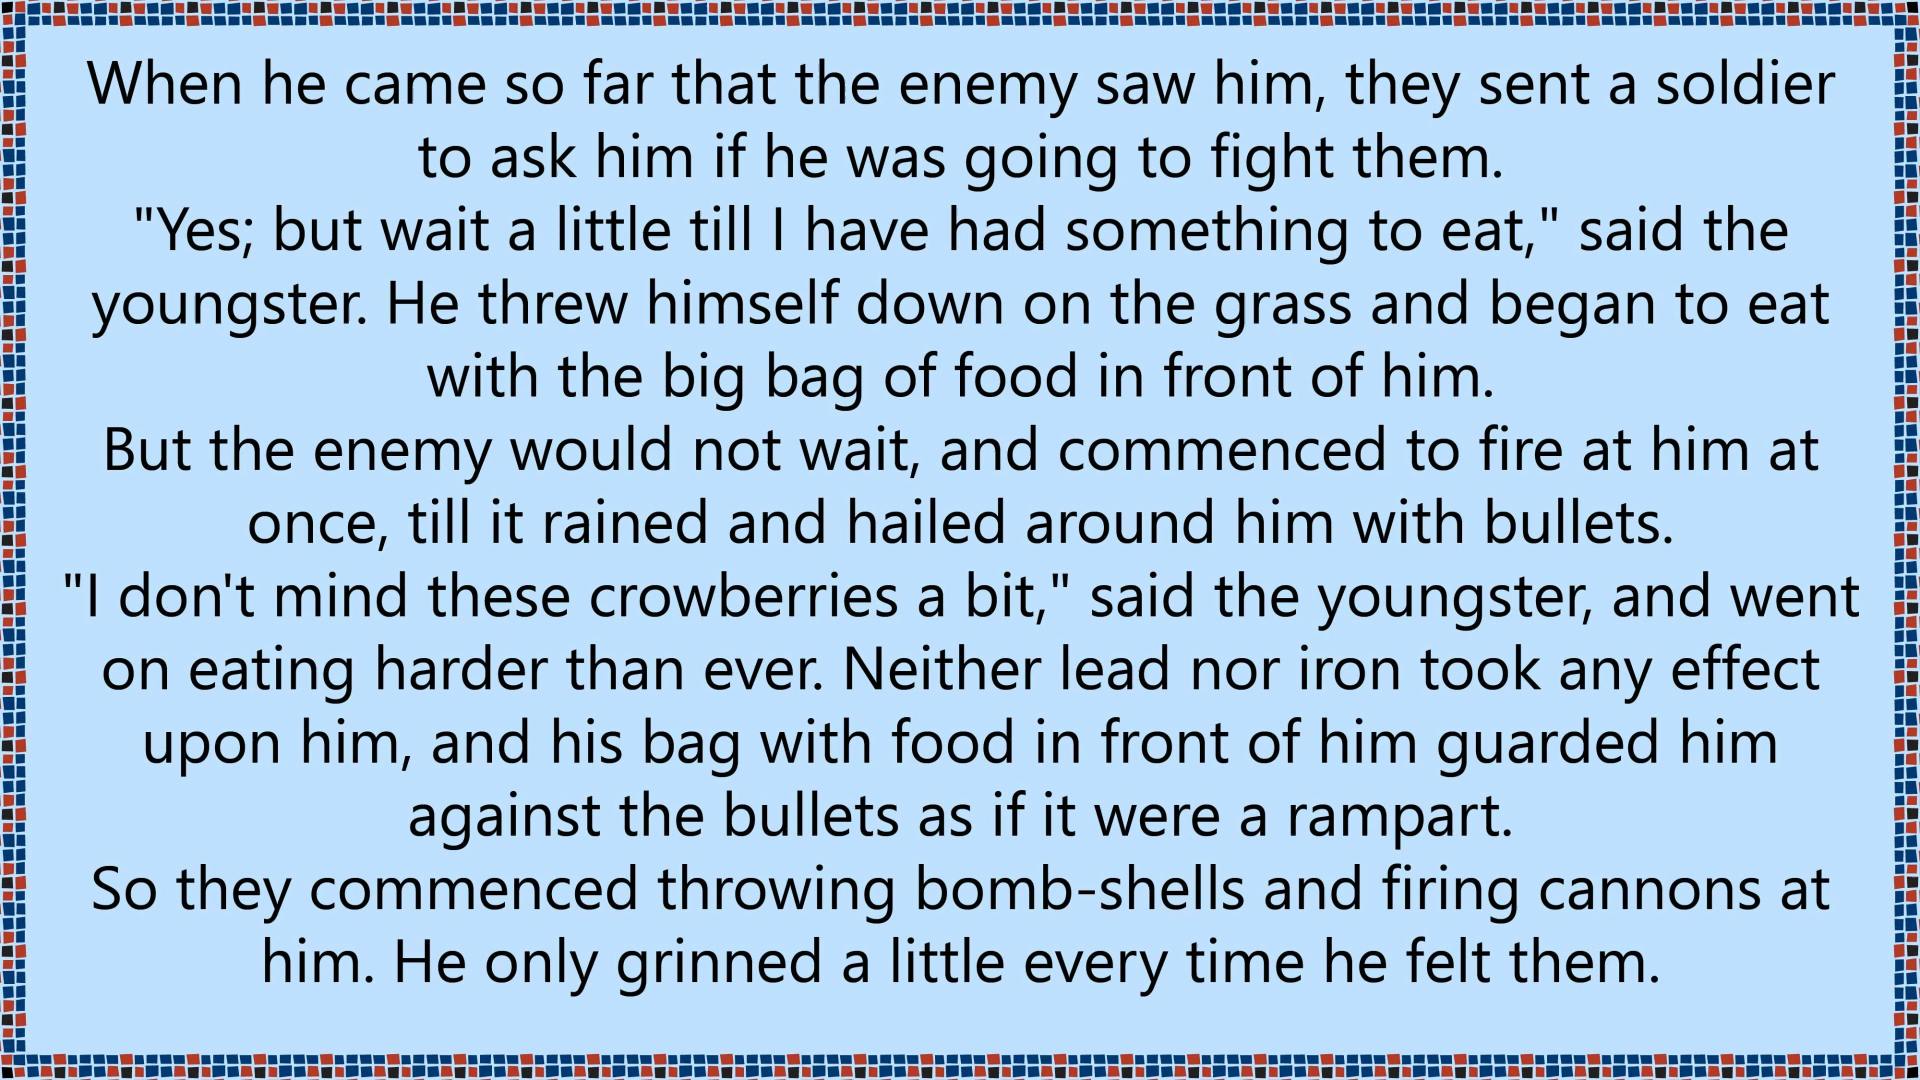 When he came so far that the enemy saw him, they sent a soldier
to ask him if he was going to fight them.
"Yes; but wait a little till I have had something to eat," said the
youngster. He threw himself down on the grass and began to eat
with the big bag of food in front of him.
But the enemy would not wait, and commenced to fire at him at
once, till it rained and hailed around him with bullets.
"I don't mind these crowberries a bit," said the youngster, and went
on eating harder than ever. Neither lead nor iron took any effect
upon him, and his bag with food in front of him guarded him
against the bullets as if it were a rampart.
So they commenced throwing bomb-shells and firing cannons at
him. He only grinned a little every time he felt them.